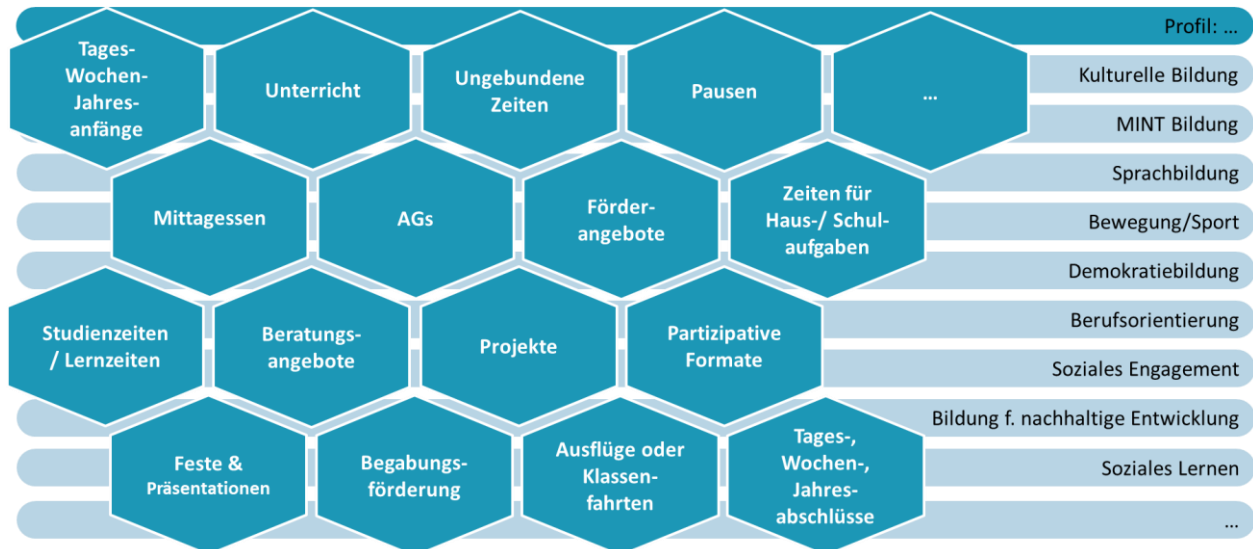 Profil: ...
Tages-
Wochen-
Jahres-
anfänge
Unterricht
Ungebundene
Zeiten
Pausen
...
Kulturelle Bildung
MINT Bildung
Sprachbildung
Mittagessen
AGs
Förder-
angebote
Zeiten für
Haus-/ Schul-
aufgaben
Bewegung/Sport
Demokratiebildung
Studienzeiten
/ Lernzeiten
Beratungs-
angebote
Projekte
Partizipative
Formate
Berufsorientierung
Soziales Engagement
Bildung f. nachhaltige Entwicklung
Feste &
Präsentationen
Begabungs-
förderung
Ausflüge oder
Klassen-
fahrten
Tages-,
Wochen-,
Jahres-
abschlüsse
Soziales Lernen
...